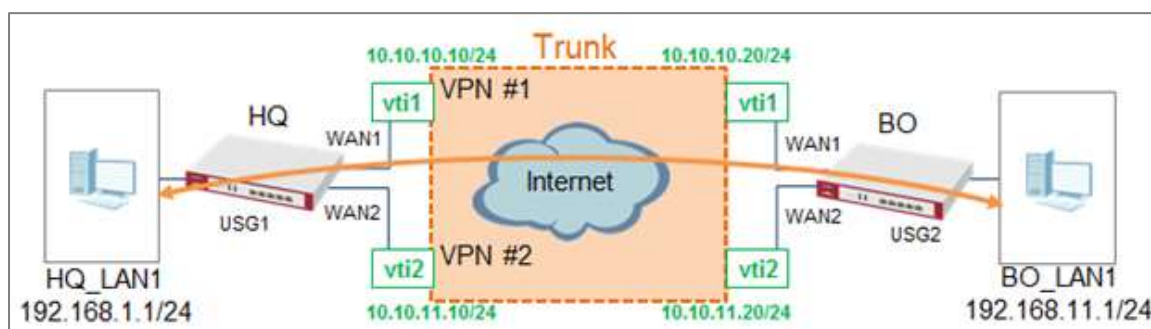 Trunk
10.10.10.10/24
10.10.10.20/24
VPN #1
vti1
vti1
HQ
BO
WAN1
WAN1
Internet
USG1
WAN2
WAN2
USG2
VPN #2
vti2
vti2
HQ_LAN1
192.168.1.1/24
10.10.11.10/24
10.10.11.20/24
BO_LAN1
192.168.11.1/24